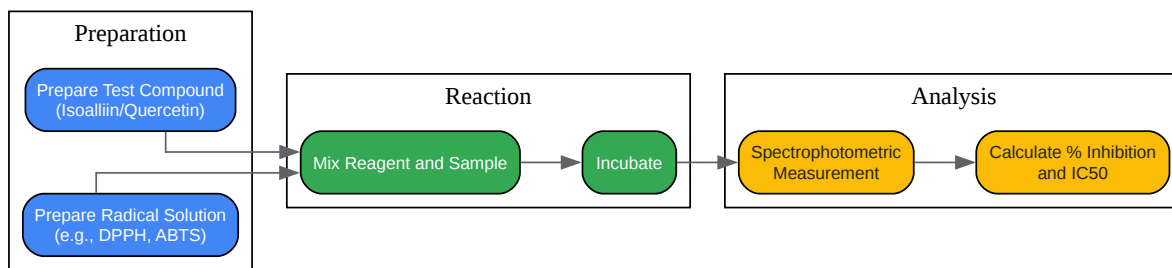 Preparation
Prepare Test Compound
(Isoalliin/Quercetin)
Prepare Radical Solution
(e.g., DPPH, ABTS)
Reaction
Mix Reagent and Sample
Incubate
Analysis
Spectrophotometric
Measurement
Calculate % Inhibition
and IC50